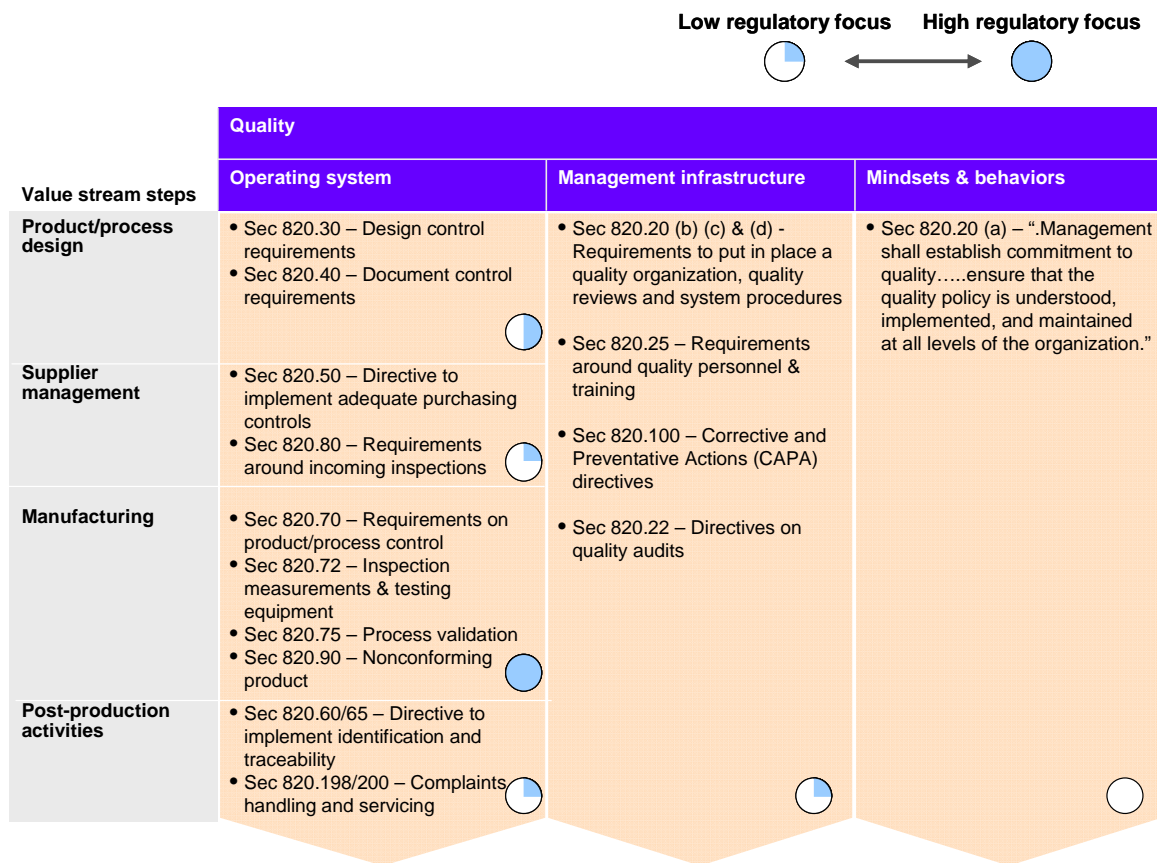 Low regulatory focus
High regulatory focus
Quality
Value stream steps
Operating system
Management infrastructure
Mindsets & behaviors
Product/process
design
• Sec 820.30 – Design control
requirements
• Sec 820.40 – Document control
requirements
Supplier
management
• Sec 820.50 – Directive to
implement adequate purchasing
controls
• Sec 820.80 – Requirements
around incoming inspections
Manufacturing
• Sec 820.70 – Requirements on
product/process control
• Sec 820.72 – Inspection
measurements & testing
equipment
• Sec 820.75 – Process validation
• Sec 820.90 – Nonconforming
product
Post-production
activities
• Sec 820.60/65 – Directive to
implement identification and
traceability
• Sec 820.198/200 – Complaints
handling and servicing
• Sec 820.20 (b) (c) & (d) -
Requirements to put in place a
quality organization, quality
reviews and system procedures
• Sec 820.25 – Requirements
around quality personnel &
training
• Sec 820.100 – Corrective and
Preventative Actions (CAPA)
directives
• Sec 820.22 – Directives on
quality audits
• Sec 820.20 (a) – “.Management
shall establish commitment to
quality…..ensure that the
quality policy is understood,
implemented, and maintained
at all levels of the organization.”